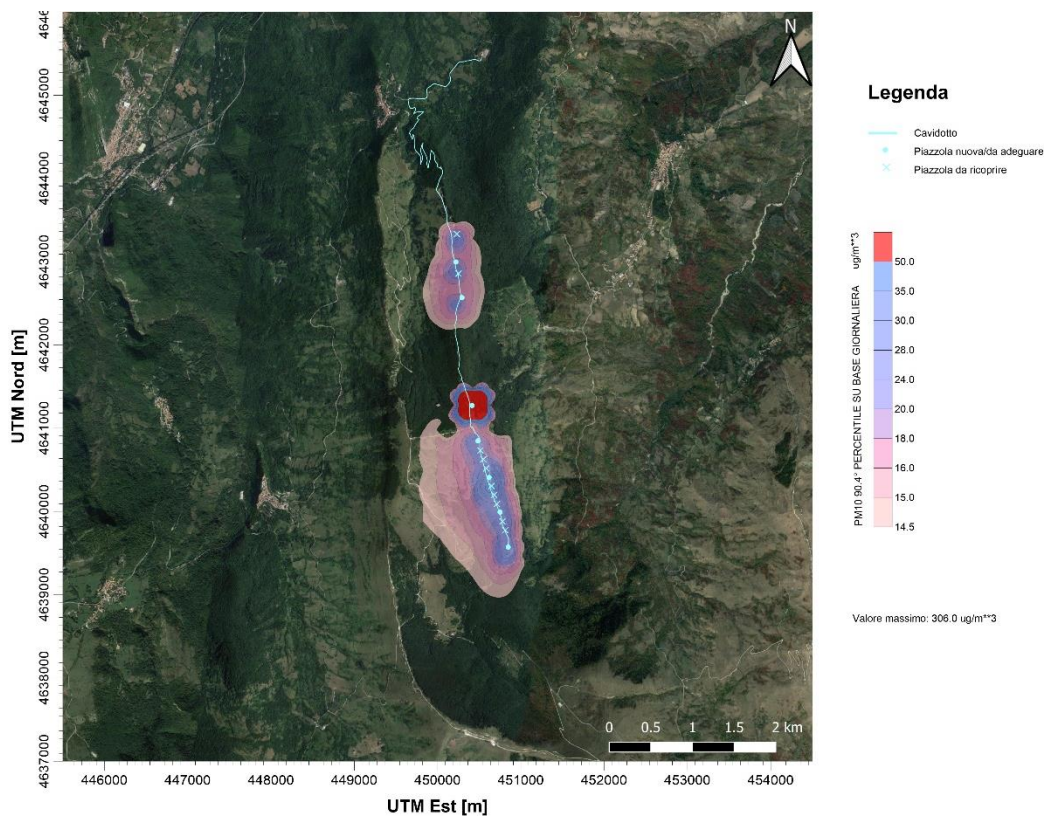 4646
4645000
4644000
4643000
4642000
4641000
4640000
4639000
4638000
4637000
UTM Nord [m]
N
0 0.5 1 1.5 2 km
446000 447000 448000 449000 450000 451000 452000 453000 454000
UTM Est [m]
Legenda
Cavidotto
Piazzola nuova/da adeguare
Piazzola da ricoprire
PM10 90.4° PERCENTILE SU BASE GIORNALIERA ug/m**3
50.0
35.0
30.0
28.0
24.0
20.0
18.0
16.0
15.0
14.5
Valore massimo: 306.0 ug/m**3